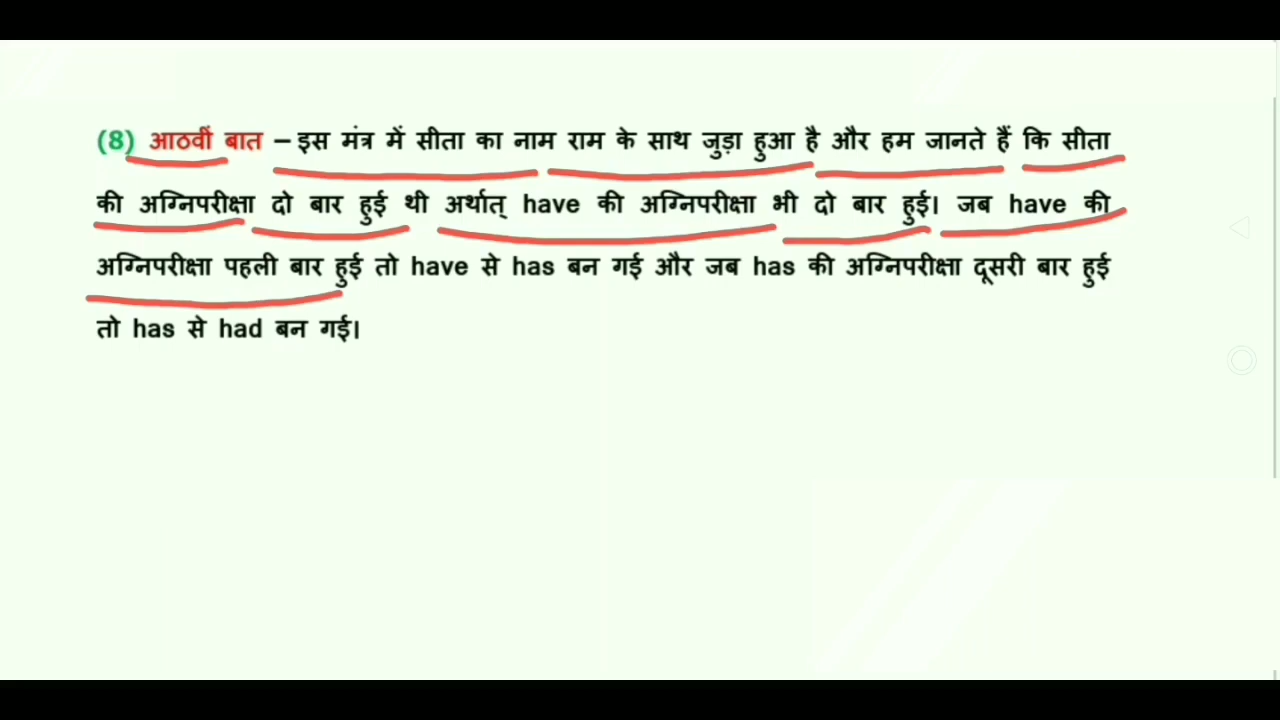 (8) आठवीं बात – इस मंत्र में सीता का नाम राम के साथ जुड़ा हुआ है और हम जानते हैं कि सीता
की अग्निपरीक्षा दो बार हुई थी अर्थात् have की अग्निपरीक्षा भी दो बार हुई। जब have की
अग्निपरीक्षा पहली बार हुई तो have से has बन गई और जब has की अग्निपरीक्षा दूसरी बार हुई
तो has से had बन गई।